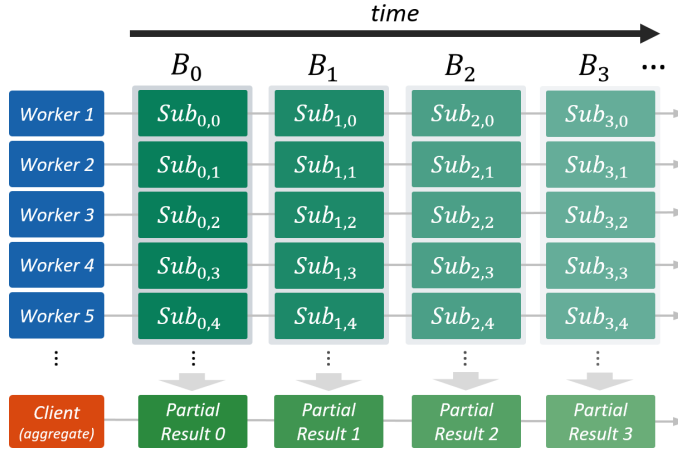 time
B₀ B₁ B₂ B₃ ...
Worker 1 Sub₀,₀ Sub₁,₀ Sub₂,₀ Sub₃,₀
Worker 2 Sub₀,₁ Sub₁,₁ Sub₂,₁ Sub₃,₁
Worker 3 Sub₀,₂ Sub₁,₂ Sub₂,₂ Sub₃,₂
Worker 4 Sub₀,₃ Sub₁,₃ Sub₂,₃ Sub₃,₃
Worker 5 Sub₀,₄ Sub₁,₄ Sub₂,₄ Sub₃,₄
⋮ ⋮ ⋮ ⋮ ⋮
Client
(aggregate)
Partial
Result 0
Partial
Result 1
Partial
Result 2
Partial
Result 3